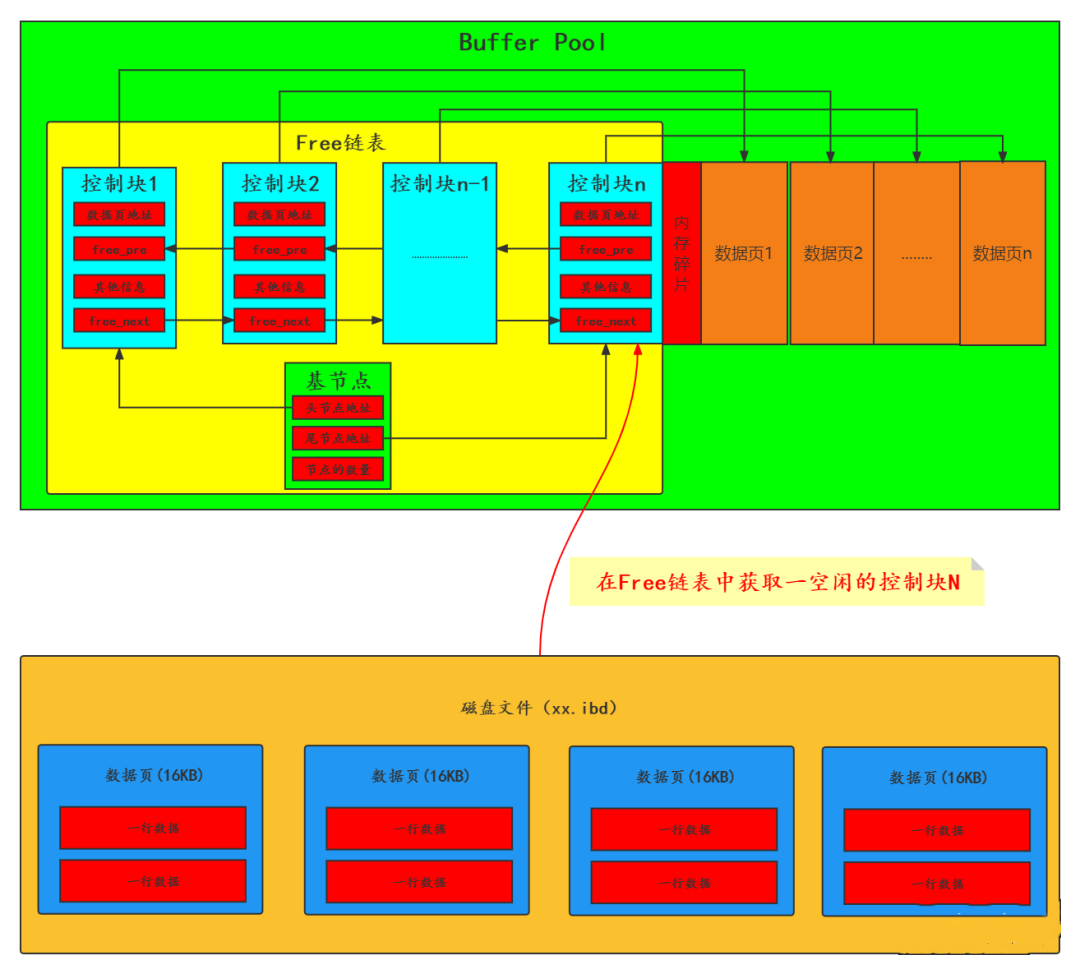 Buffer Pool
Free链表
控制块1
数据页地址
free_pre
其他信息
free_next
控制块2
数据页地址
free_pre
其他信息
free_next
控制块n-1
.....................
控制块n
数据页地址
free_pre
其他信息
free_next
内存碎片
数据页1
数据页2
........
数据页n
基节点
头节点地址
尾节点地址
节点的数量
在Free链表中获取一空闲的控制块N
磁盘文件（xx.ibd）
数据页(16KB)
一行数据
一行数据
数据页(16KB)
一行数据
一行数据
数据页(16KB)
一行数据
一行数据
数据页(16KB)
一行数据
一行数据